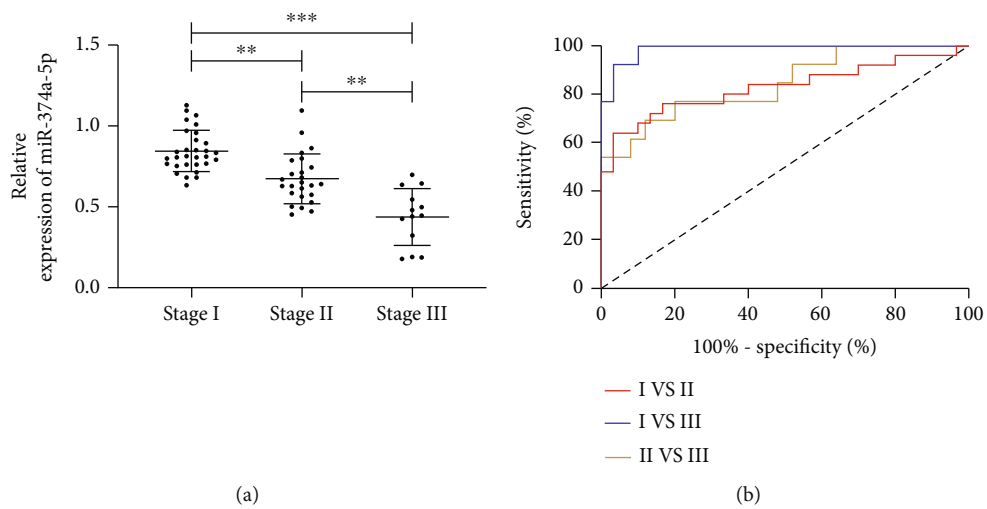 ***
**
**
1.5
1.0
0.5
0.0
Relative
expression of miR-374a-5p
Stage I
Stage II
Stage III
(a)
100
80
60
40
20
0
Sensitivity (%)
0
20
40
60
80
100
100% - specificity (%)
I VS II
I VS III
II VS III
(b)